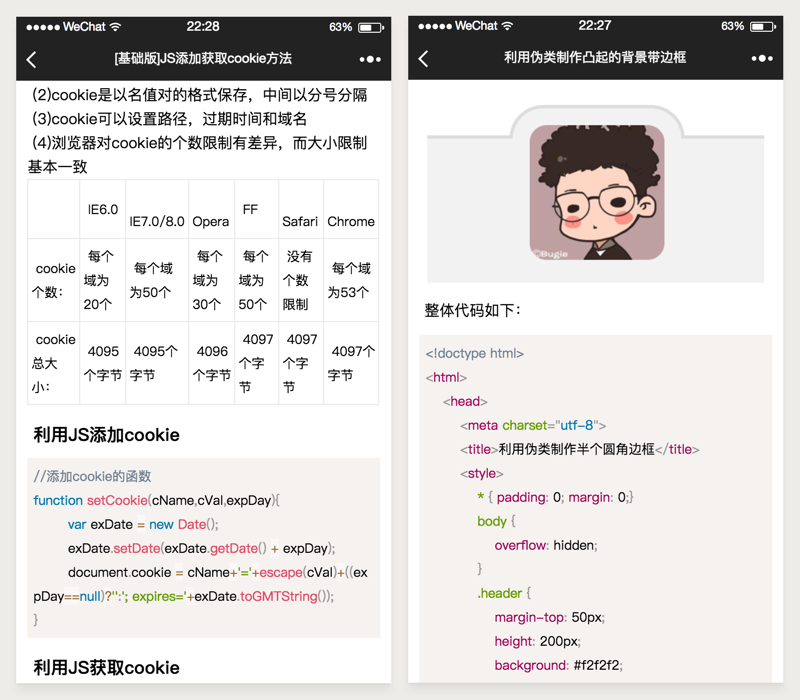 WeChat 22:28 63%
[基础版]JS添加获取cookie方法
(2)cookie是以名值对的格式保存，中间以分号分隔
(3)cookie可以设置路径，过期时间和域名
(4)浏览器对cookie的个数限制有差异，而大小限制
基本一致
IE6.0 IE7.0/8.0 Opera FF Safari Chrome
cookie个数： 每个域为20个 每个域为50个 每个域为30个 每个域为50个 没有个数限制 每个域为53个
cookie总大小： 4095个字节 4095个字节 4096个字节 4097个字节 4097个字节 4097个字节
利用JS添加cookie
//添加cookie的函数
function setCookie(cName,cVal,expDay){
var exDate = new Date();
exDate.setDate(exDate.getDate() + expDay);
document.cookie = cName+'='+escape(cVal)+((ex
pDay==null)?'':'; expires='+exDate.toGMTString());
}
利用JS获取cookie
WeChat 22:27 63%
利用伪类制作凸起的背景带边框
©Bugie
整体代码如下：
<!doctype html>
<html>
<head>
<meta charset="utf-8">
<title>利用伪类制作半个圆角边框</title>
<style>
* { padding: 0; margin: 0;}
body {
overflow: hidden;
}
.header {
margin-top: 50px;
height: 200px;
background: #f2f2f2;